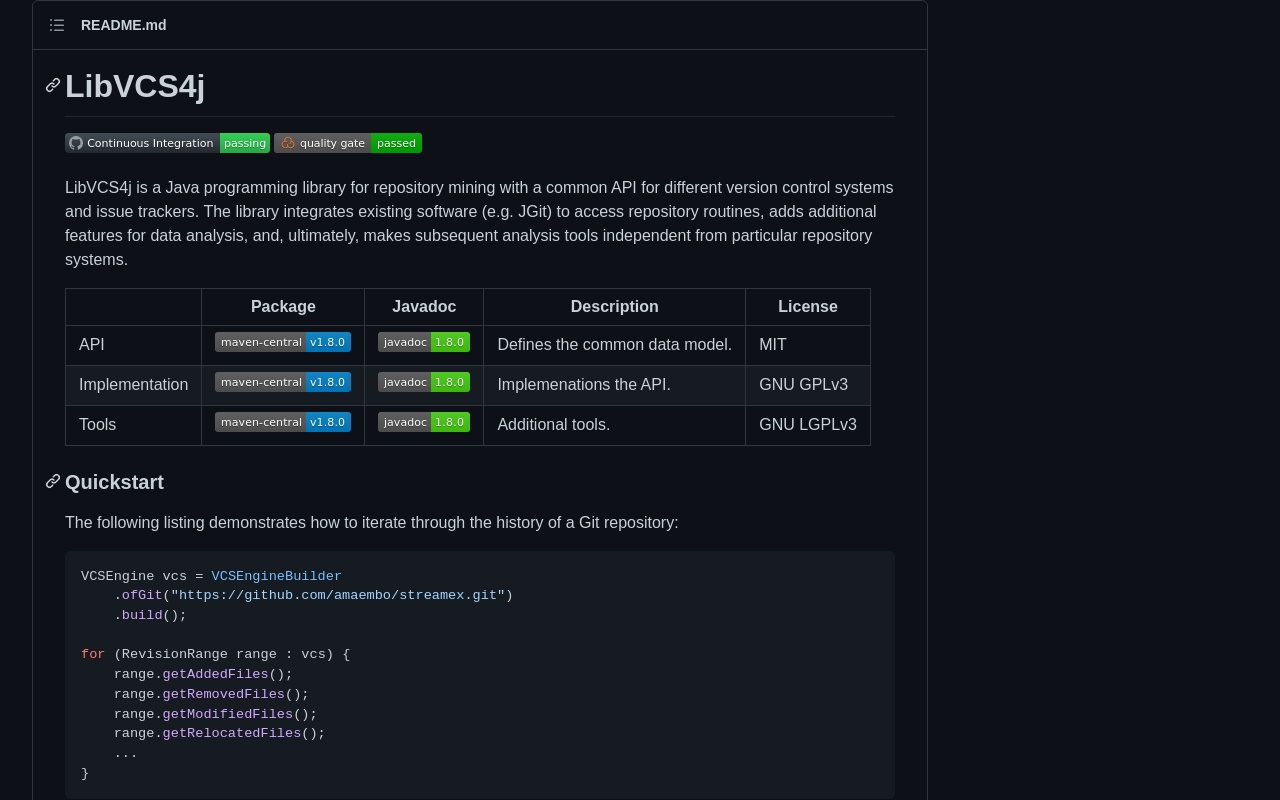 README.md
LibVCS4j
Continuous Integration passing quality gate passed
LibVCS4j is a Java programming library for repository mining with a common API for different version control systems
and issue trackers. The library integrates existing software (e.g. JGit) to access repository routines, adds additional
features for data analysis, and, ultimately, makes subsequent analysis tools independent from particular repository
systems.
Package Javadoc Description License
API maven-central v1.8.0 javadoc 1.8.0 Defines the common data model. MIT
Implementation maven-central v1.8.0 javadoc 1.8.0 Implemenations the API. GNU GPLv3
Tools maven-central v1.8.0 javadoc 1.8.0 Additional tools. GNU LGPLv3
Quickstart
The following listing demonstrates how to iterate through the history of a Git repository:
VCSEngine vcs = VCSEngineBuilder
    .ofGit("https://github.com/amaembo/streamex.git")
    .build();
for (RevisionRange range : vcs) {
    range.getAddedFiles();
    range.getRemovedFiles();
    range.getModifiedFiles();
    range.getRelocatedFiles();
    ...
}